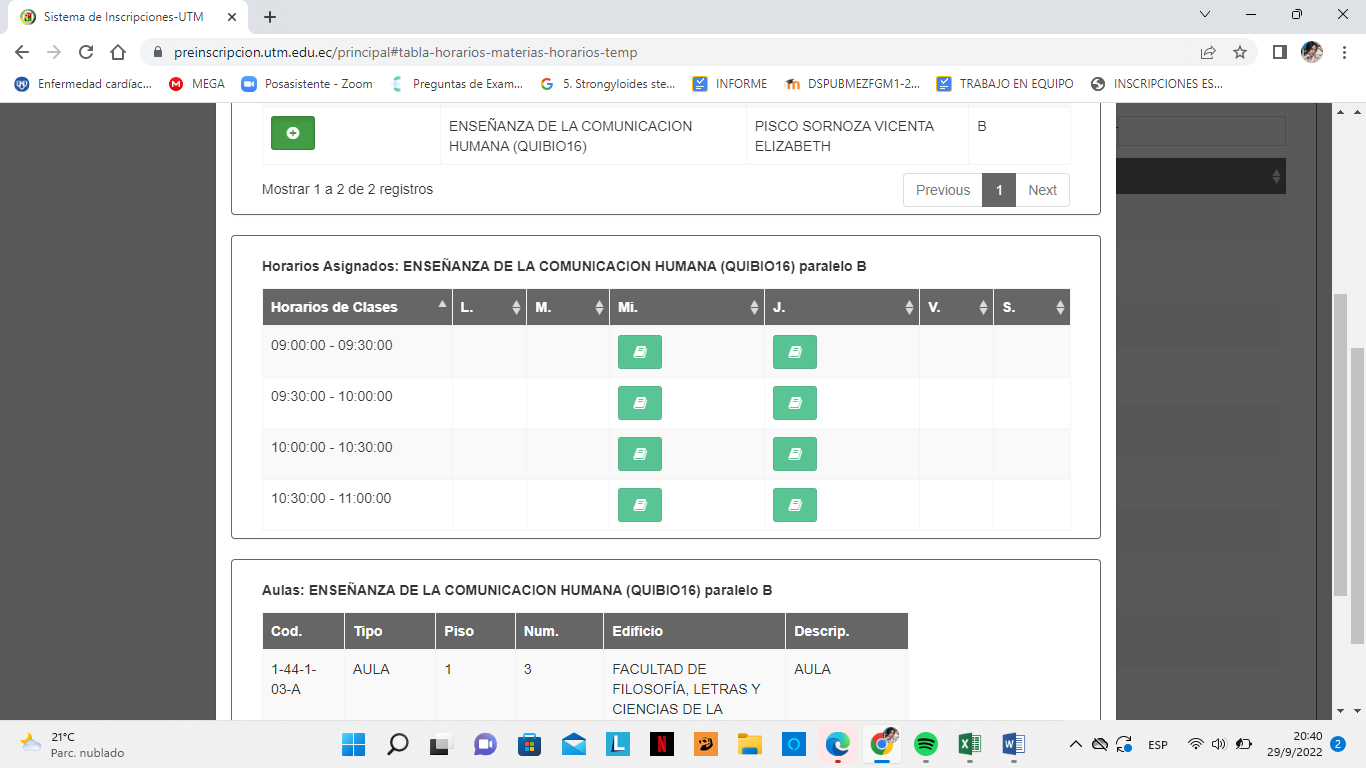 Sistema de Inscripciones-UTM
preinscripcion.utm.edu.ec/principal#tabla-horarios-materias-horarios-temp
Enfermedad cardíac... MEGA Posasistente - Zoom Preguntas de Exam... 5. Strongyloides ste... INFORME DSPUBMEZFGM1-2... TRABAJO EN EQUIPO INSCRIPCIONES ES...
ENSEÑANZA DE LA COMUNICACION PISCO SORNOZA VICENTA B
HUMANA (QUIBIO16) ELIZABETH
Mostrar 1 a 2 de 2 registros Previous 1 Next
Horarios Asignados: ENSEÑANZA DE LA COMUNICACION HUMANA (QUIBIO16) paralelo B
Horarios de Clases L. M. Mi. J. V. S.
09:00:00 - 09:30:00
09:30:00 - 10:00:00
10:00:00 - 10:30:00
10:30:00 - 11:00:00
Aulas: ENSEÑANZA DE LA COMUNICACION HUMANA (QUIBIO16) paralelo B
Cod. Tipo Piso Num. Edificio Descrip.
1-44-1- AULA 1 3 FACULTAD DE AULA
03-A FILOSOFÍA, LETRAS Y
CIENCIAS DE LA
21°C
Parc. nublado
L N
ESP
20:40
29/9/2022 2